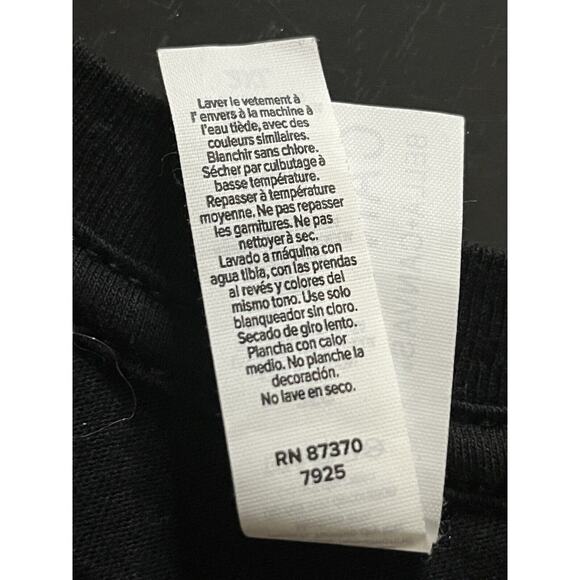 Laver le vetement à
l' envers à la machine à
l'eau tiède, avec des
couleurs similaires.
Blanchir sans chlore.
Sécher par culbutage à
basse température.
Repasser à température
moyenne. Ne pas repasser
les garnitures. Ne pas
nettoyer à sec.
Lavado a máquina con
agua tibia, con las prendas
al revés y colores del
mismo tono. Use solo
blanqueador sin cloro.
Secado de giro lento.
Plancha con calor
medio. No planche la
decoración.
No lave en seco.
RN 87370
7925